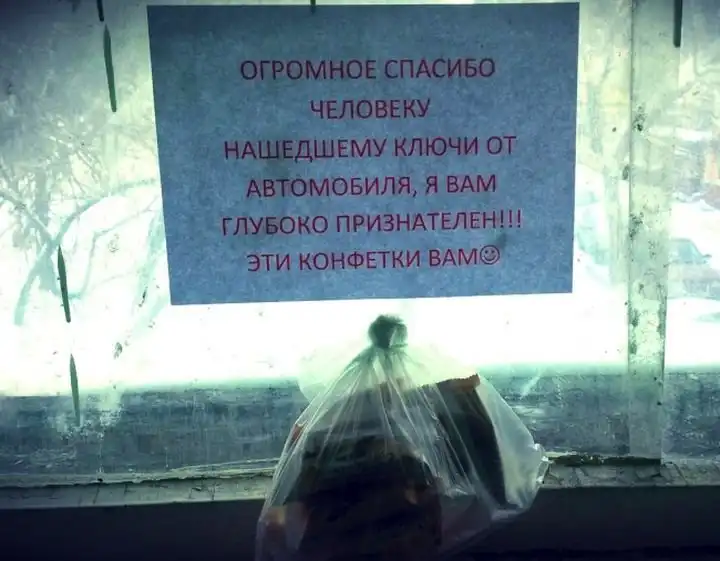 ОГРОМНОЕ СПАСИБО
ЧЕЛОВЕКУ
НАШЕДШЕМУ КЛЮЧИ ОТ
АВТОМОБИЛЯ, Я ВАМ
ГЛУБОКО ПРИЗНАТЕЛЕН!!!
ЭТИ КОНФЕТКИ ВАМ☺